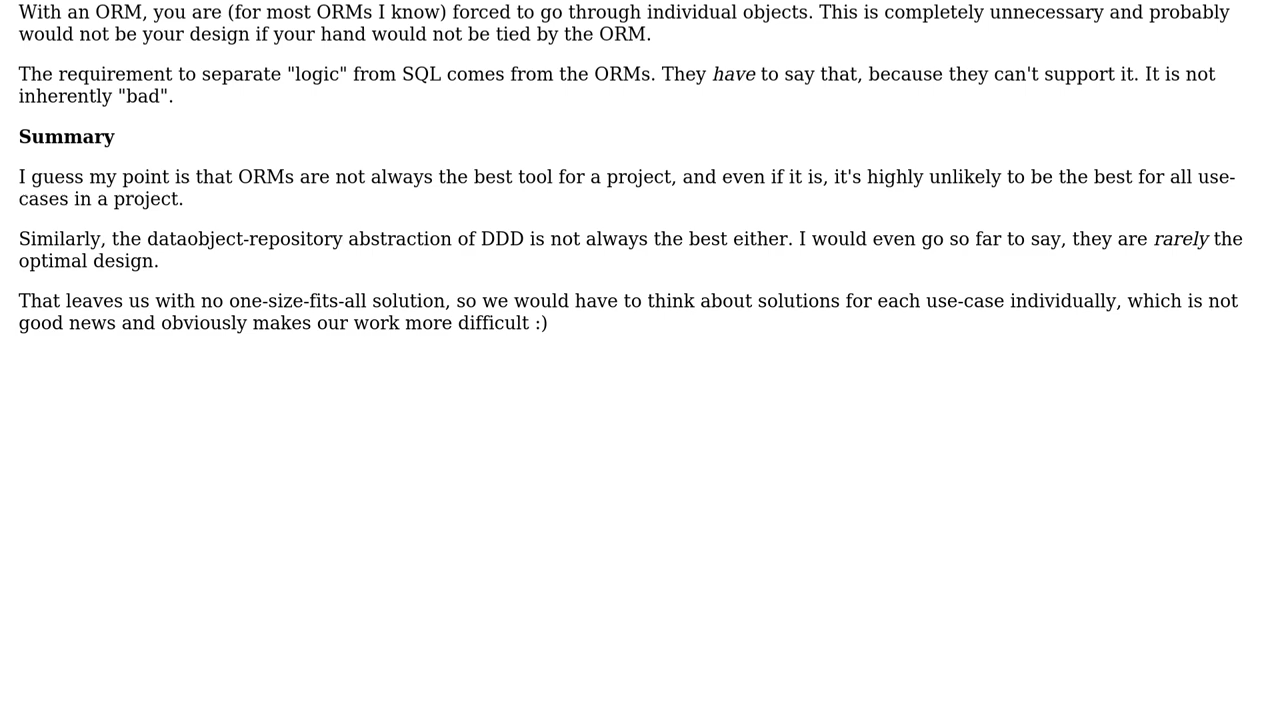 With an ORM, you are (for most ORMs I know) forced to go through individual objects. This is completely unnecessary and probably
would not be your design if your hand would not be tied by the ORM.
The requirement to separate "logic" from SQL comes from the ORMs. They have to say that, because they can't support it. It is not
inherently "bad".
Summary
I guess my point is that ORMs are not always the best tool for a project, and even if it is, it's highly unlikely to be the best for all use-
cases in a project.
Similarly, the dataobject-repository abstraction of DDD is not always the best either. I would even go so far to say, they are rarely the
optimal design.
That leaves us with no one-size-fits-all solution, so we would have to think about solutions for each use-case individually, which is not
good news and obviously makes our work more difficult :)